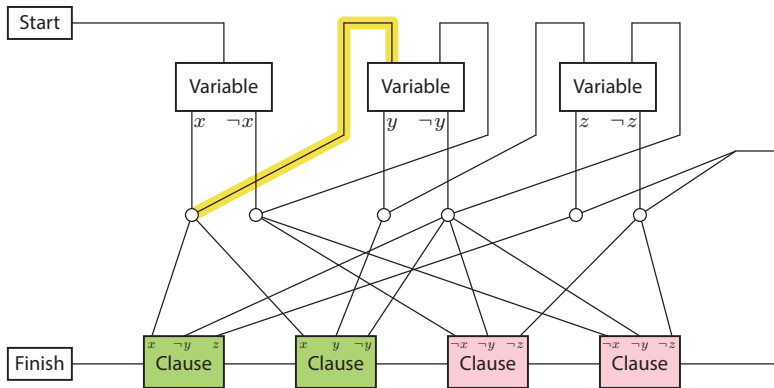 Start
Variable Variable Variable
x ¬x y ¬y z ¬z
x ¬y z x y ¬y ¬x ¬y ¬z ¬x ¬y ¬z
Finish Clause Clause Clause Clause